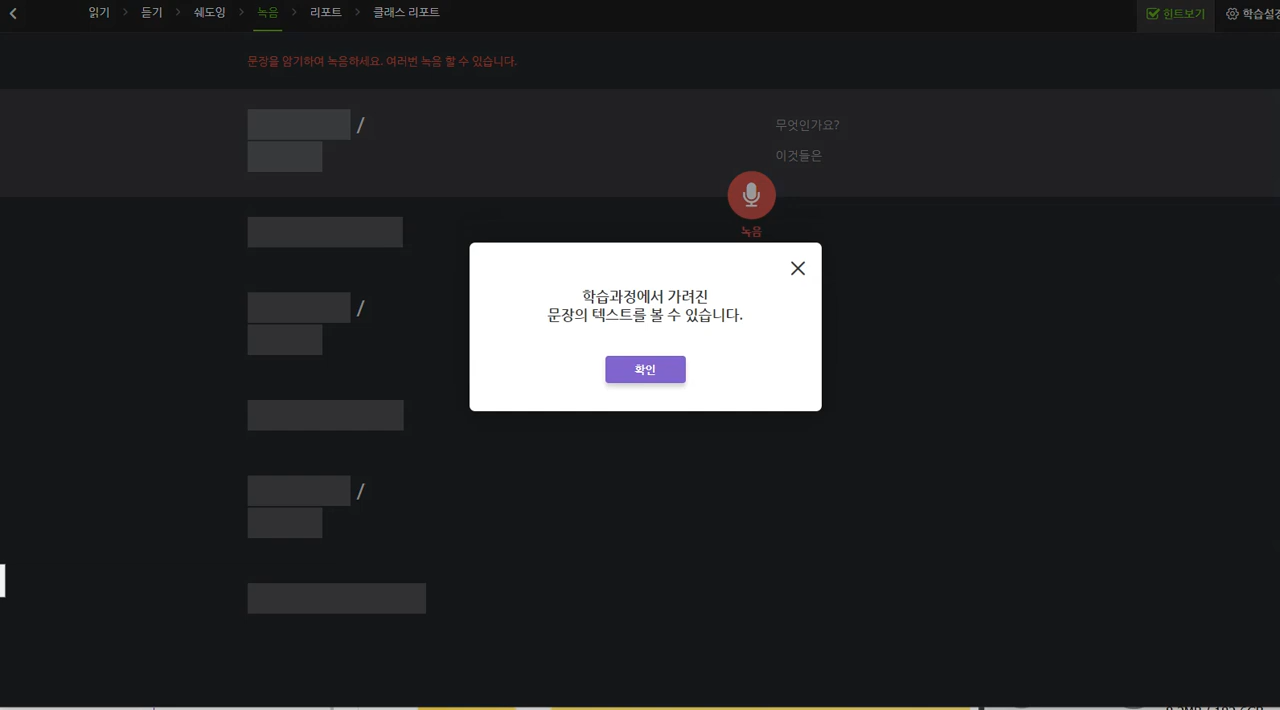 읽기 > 듣기 > 쉐도잉 > 녹음 > 리포트 > 클래스 리포트
힌트보기
학습설정
문장을 암기하여 녹음하세요. 여러번 녹음 할 수 있습니다.
/
무엇인가요?
이것들은
녹음
학습과정에서 가려진
문장의 텍스트를 볼 수 있습니다.
확인
/
/